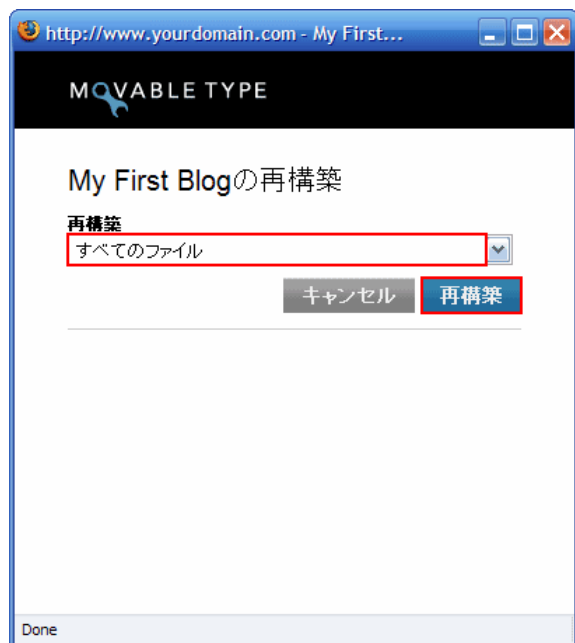 http://www.yourdomain.com - My First...
MOVABLE TYPE
My First Blogの再構築
再構築
すべてのファイル
キャンセル 再構築
Done